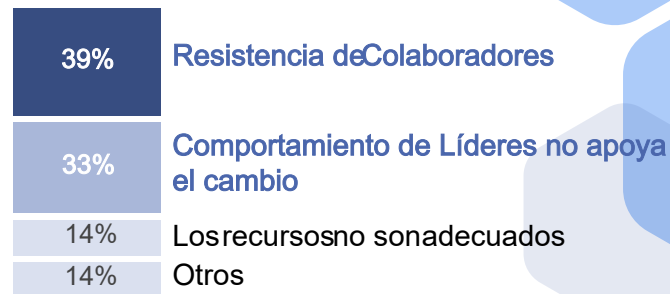 39% Resistencia deColaboradores
33% Comportamiento de Líderes no apoya
el cambio
14% Losrecursosno sonadecuados
14% Otros